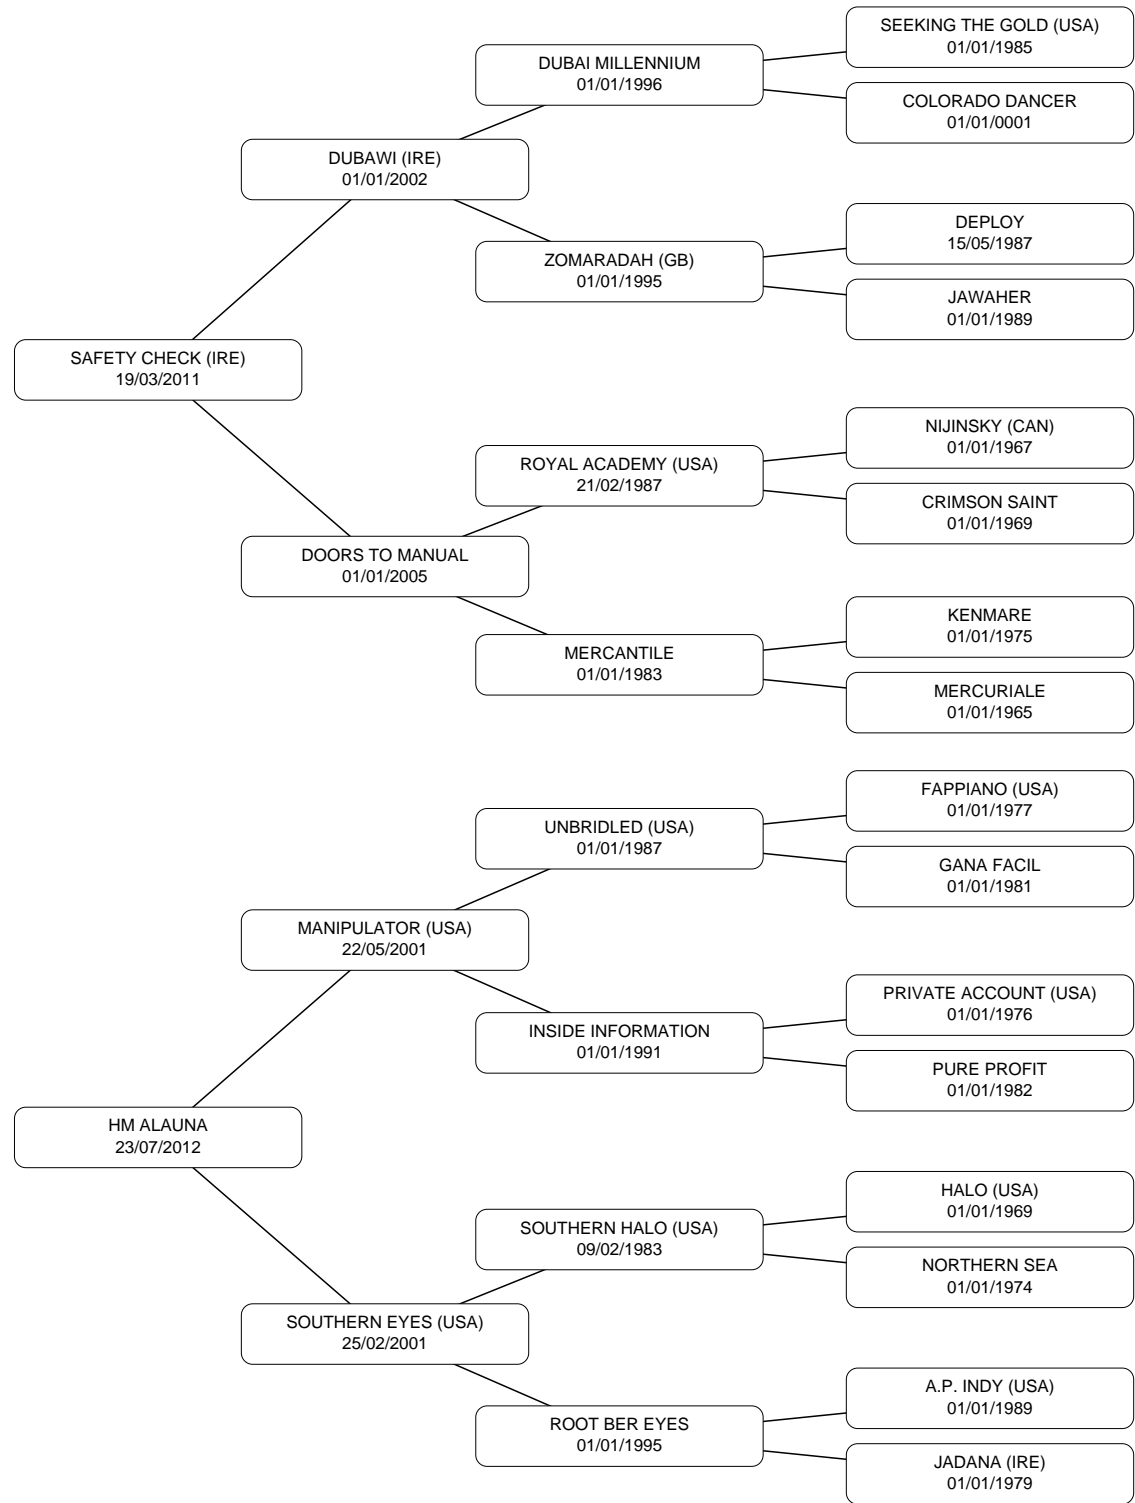 SEEKING THE GOLD (USA)
01/01/1985
DUBAI MILLENNIUM
01/01/1996
COLORADO DANCER
01/01/0001
DUBAWI (IRE)
01/01/2002
DEPLOY
15/05/1987
ZOMARADAH (GB)
01/01/1995
JAWAHER
01/01/1989
SAFETY CHECK (IRE)
19/03/2011
NIJINSKY (CAN)
01/01/1967
ROYAL ACADEMY (USA)
21/02/1987
CRIMSON SAINT
01/01/1969
DOORS TO MANUAL
01/01/2005
KENMARE
01/01/1975
MERCANTILE
01/01/1983
MERCURIALE
01/01/1965
FAPPIANO (USA)
01/01/1977
UNBRIDLED (USA)
01/01/1987
GANA FACIL
01/01/1981
MANIPULATOR (USA)
22/05/2001
PRIVATE ACCOUNT (USA)
01/01/1976
INSIDE INFORMATION
01/01/1991
PURE PROFIT
01/01/1982
HM ALAUNA
23/07/2012
HALO (USA)
01/01/1969
SOUTHERN HALO (USA)
09/02/1983
NORTHERN SEA
01/01/1974
SOUTHERN EYES (USA)
25/02/2001
A.P. INDY (USA)
01/01/1989
ROOT BER EYES
01/01/1995
JADANA (IRE)
01/01/1979